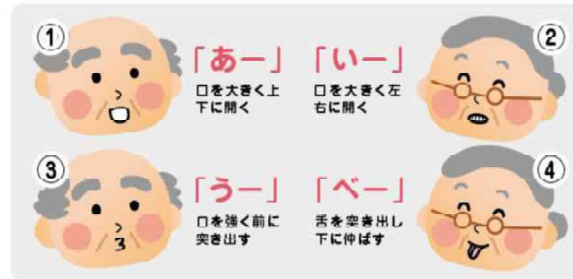 ①
「あー」
口を大きく上
下に開く
②
「いー」
口を大きく左
右に開く
③
「うー」
口を強く前に
突き出す
④
「べー」
舌を突き出し
下に伸ばす